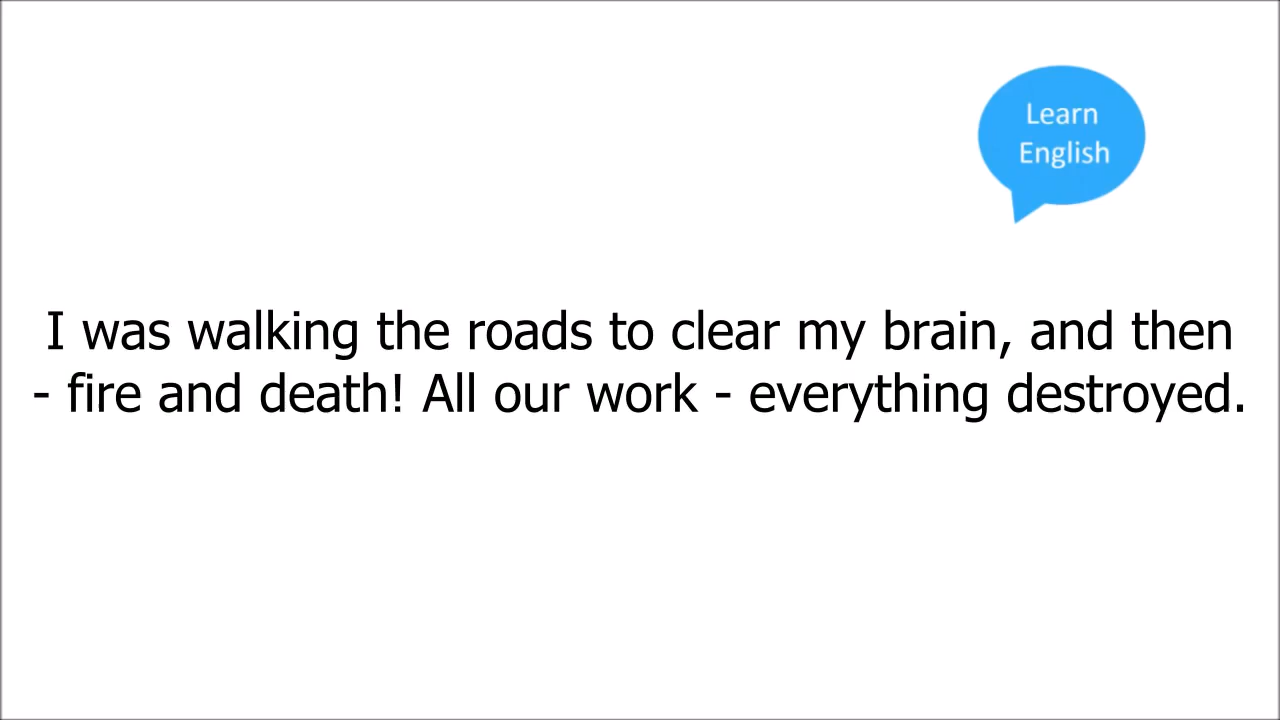 Learn
English
I was walking the roads to clear my brain, and then
- fire and death! All our work - everything destroyed.